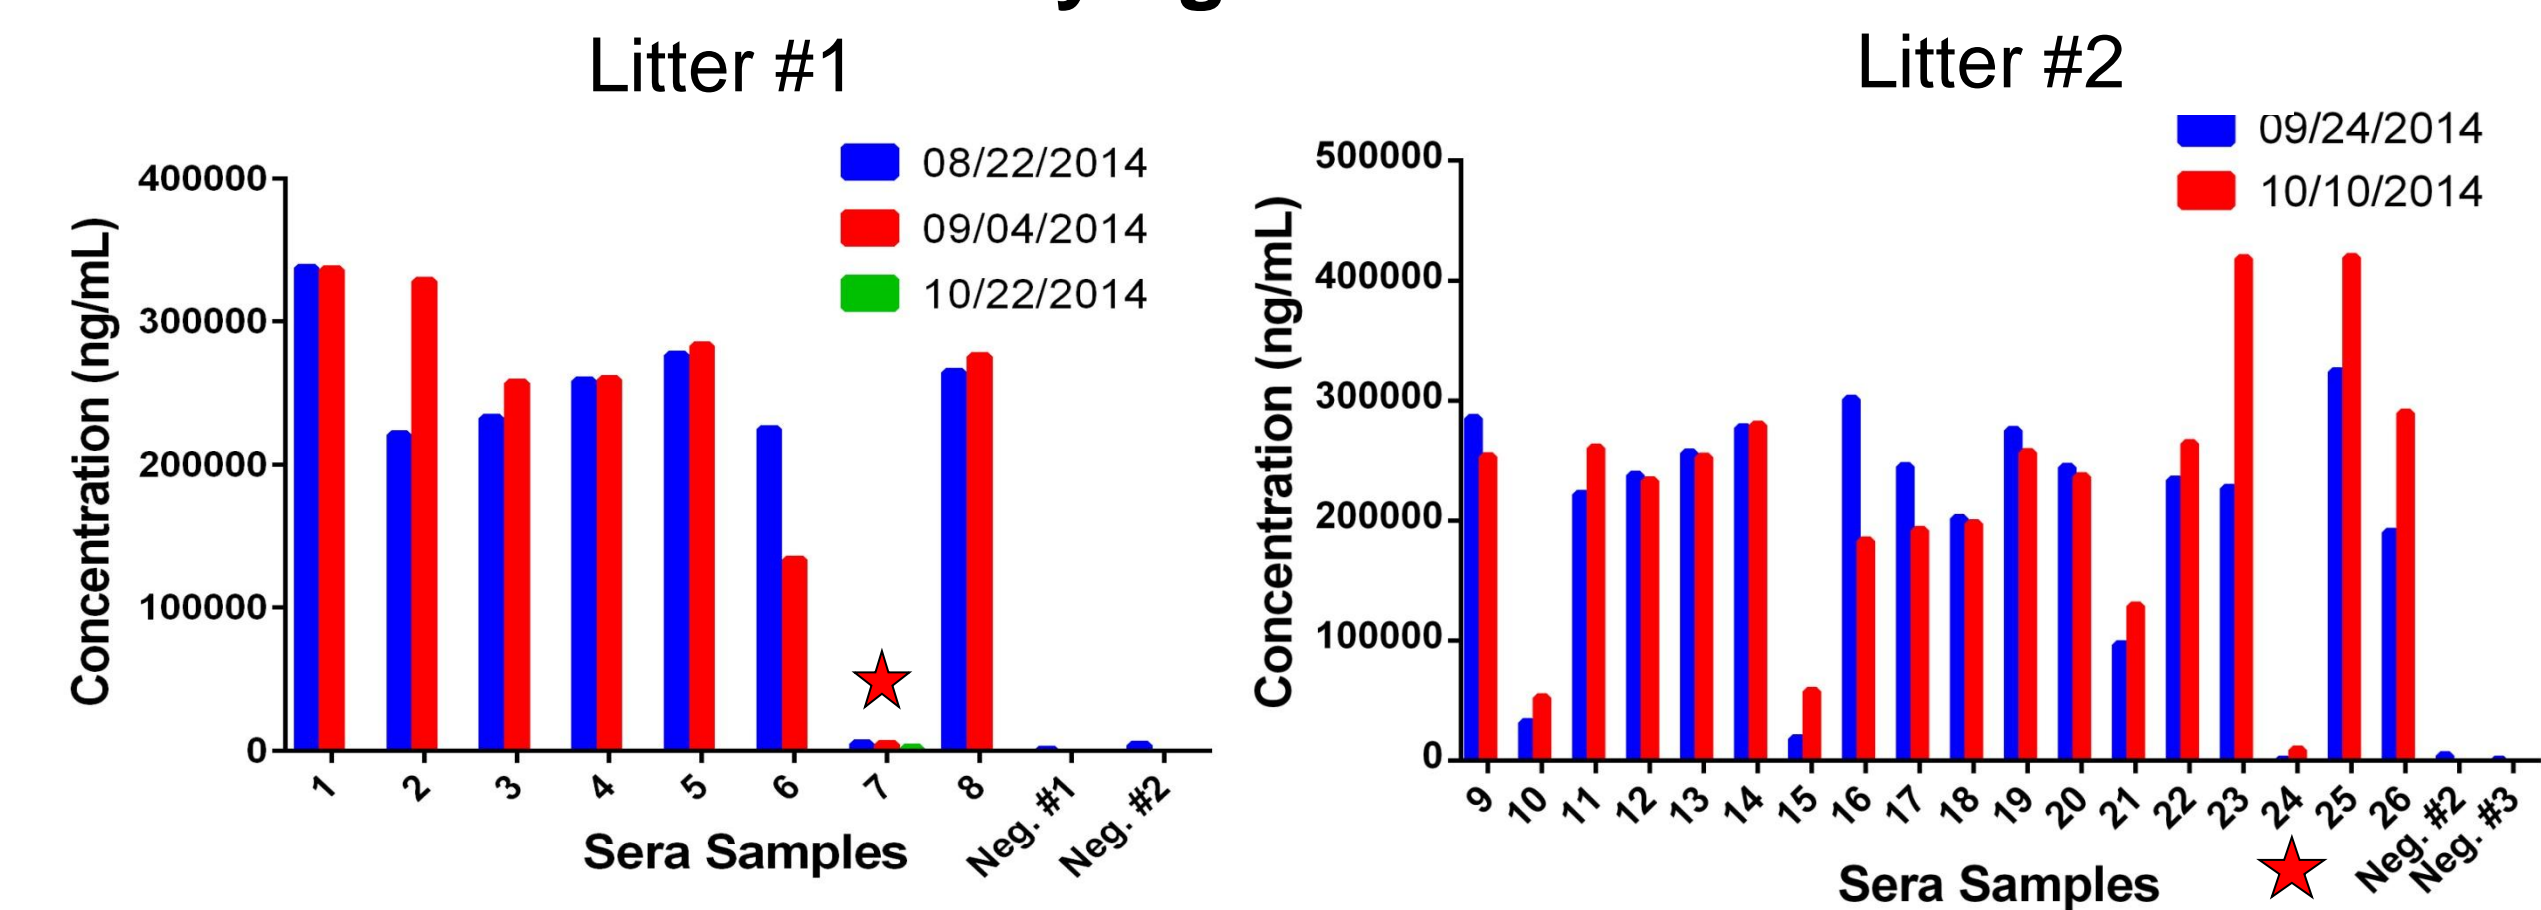 Litter #1
08/22/2014
09/04/2014
10/22/2014
Concentration (ng/mL)
400000
300000
200000
100000
0
1 2 3 4 5 6 7 8 Neg. #1 Neg. #2
Sera Samples
Litter #2
09/24/2014
10/10/2014
Concentration (ng/mL)
500000
400000
300000
200000
100000
0
9 10 11 12 13 14 15 16 17 18 19 20 21 22 23 24 25 26 Neg. #2 Neg. #3
Sera Samples